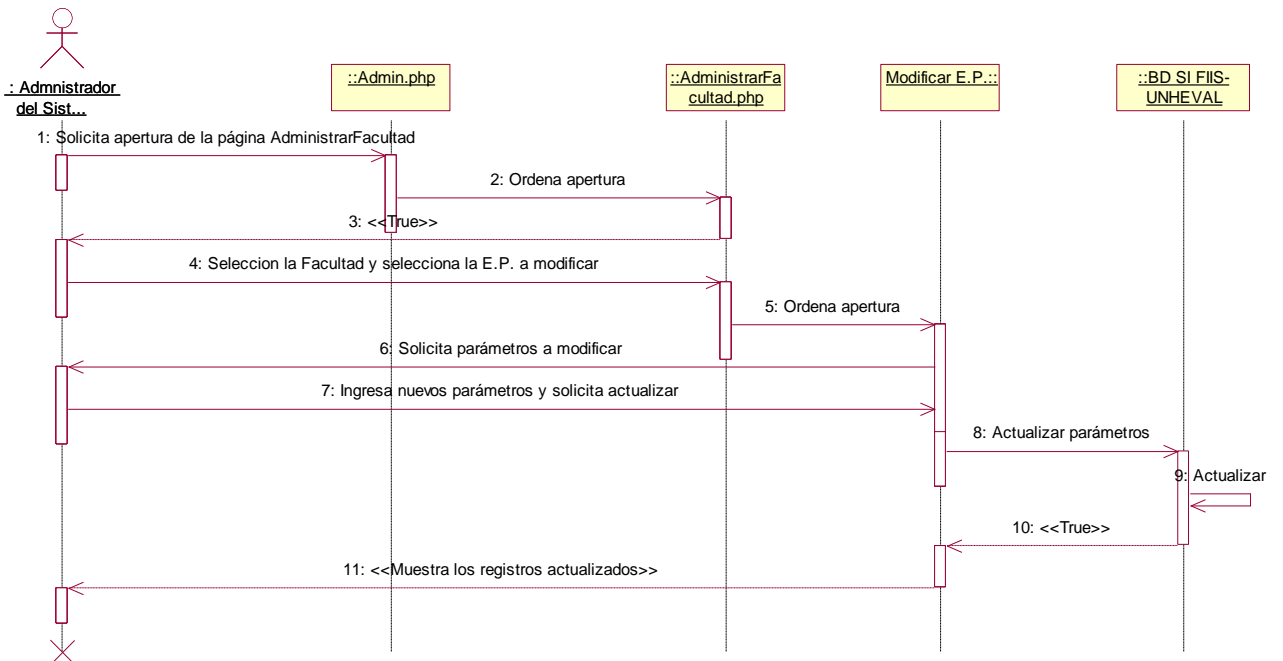 : Admnistrador
del Sist...
::Admin.php
::AdministrarFa
cultad.php
Modificar E.P.::
::BD SI FIIS-
UNHEVAL
1: Solicita apertura de la página AdministrarFacultad
2: Ordena apertura
3: <<True>>
4: Seleccion la Facultad y selecciona la E.P. a modificar
5: Ordena apertura
6: Solicita parámetros a modificar
7: Ingresa nuevos parámetros y solicita actualizar
8: Actualizar parámetros
9: Actualizar
10: <<True>>
11: <<Muestra los registros actualizados>>